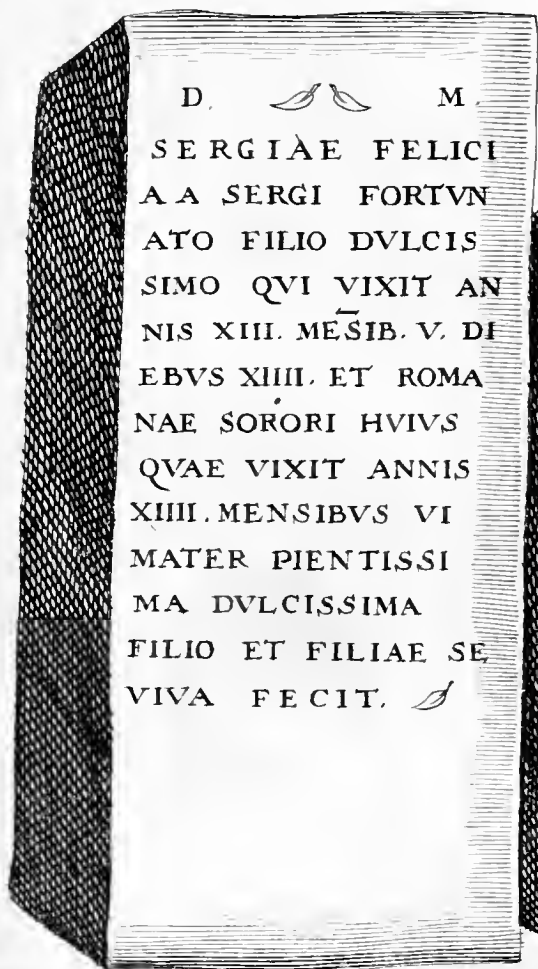 D. M.
SERGIAE FELICI
A A SERGI FORTVN
ATO FILIO DVLCIS
SIMO QVI VIXIT AN
NIS XIII. MESIB. V. DI
EBVS XIIII. ET ROMA
NAE SORORI HVIVS
QVAE VIXIT ANNIS
XIIII. MENSIBVS VI
MATER PIENTISSI
MA DVLCISSIMA
FILIO ET FILIAE SE
VIVA FECIT.